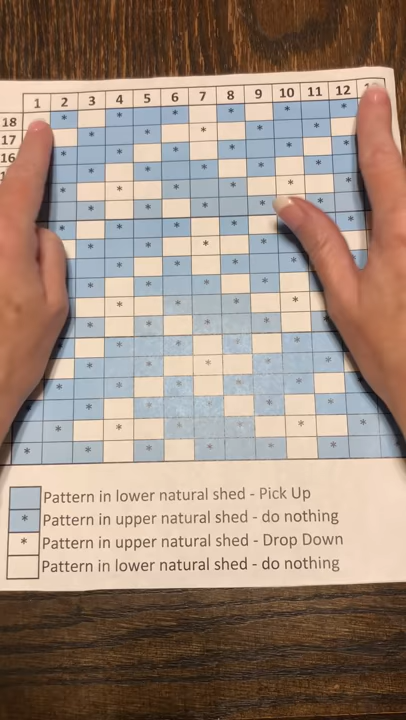 1 2 3 4 5 6 7 8 9 10 11 12
18 * * * * * *
17 * * * * *
16 * * * * * *
* * * * *
* * * * * *
* * * * *
* * * * * *
* * * * *
* * * * *
* * * * *
* * * * *
* * * * *
* * * * *
* * * * *
* * * * *
* * * * *
* * * * * *
* * * * * *
Pattern in lower natural shed - Pick Up
* Pattern in upper natural shed - do nothing
* Pattern in upper natural shed - Drop Down
Pattern in lower natural shed - do nothing